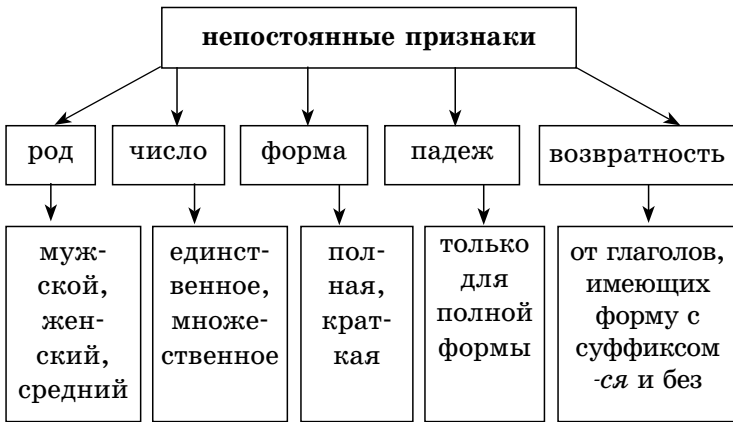 непостоянные признаки
род
число
форма
падеж
возвратность
муж-
ской,
жен-
ский,
средний
единст-
венное,
множе-
ственное
пол-
ная,
крат-
кая
только
для
полной
формы
от глаголов,
имеющих
форму с
суффиксом
-ся и без